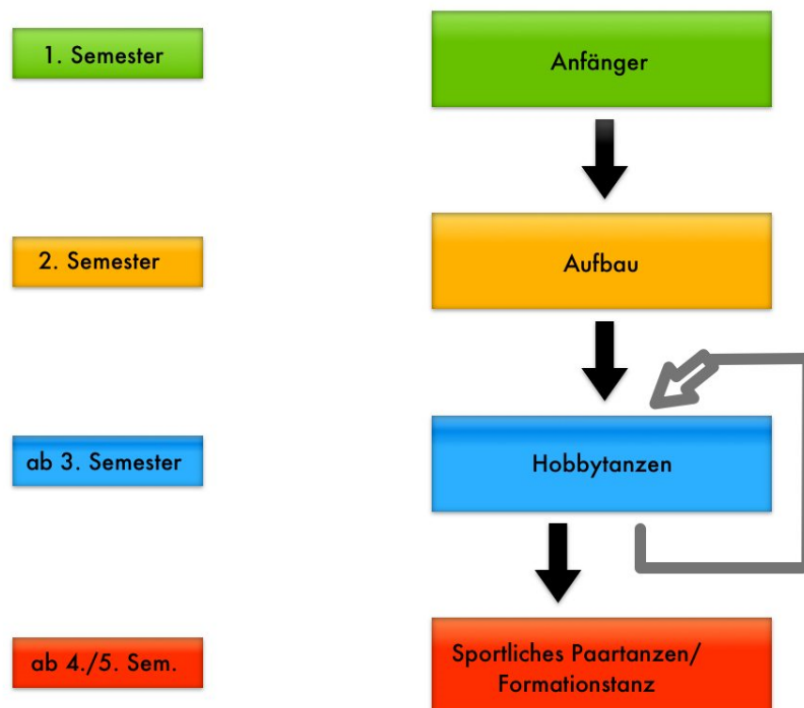 1. Semester
Anfänger
2. Semester
Aufbau
ab 3. Semester
Hobbytanzen
ab 4./5. Sem.
Sportliches Paartanzen/
Formationstanz